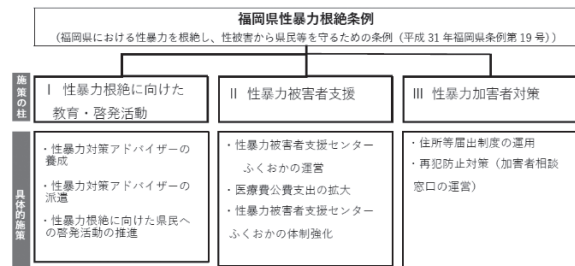 福岡県性暴力根絶条例
(福岡県における性暴力を根絶し、性被害から県民等を守るための条例(平成31年福岡県条例第19号))
施策の柱
Ⅰ 性暴力根絶に向けた
教育・啓発活動
Ⅱ 性暴力被害者支援
Ⅲ 性暴力加害者対策
具体的施策
・性暴力対策アドバイザーの
養成
・性暴力対策アドバイザーの
派遣
・性暴力根絶に向けた県民へ
の啓発活動の推進
・性暴力被害者支援センター
ふくおかの運営
・医療費公費支出の拡大
・性暴力被害者支援センター
ふくおかの体制強化
・住所等届出制度の運用
・再犯防止対策(加害者相談
窓口の運営)